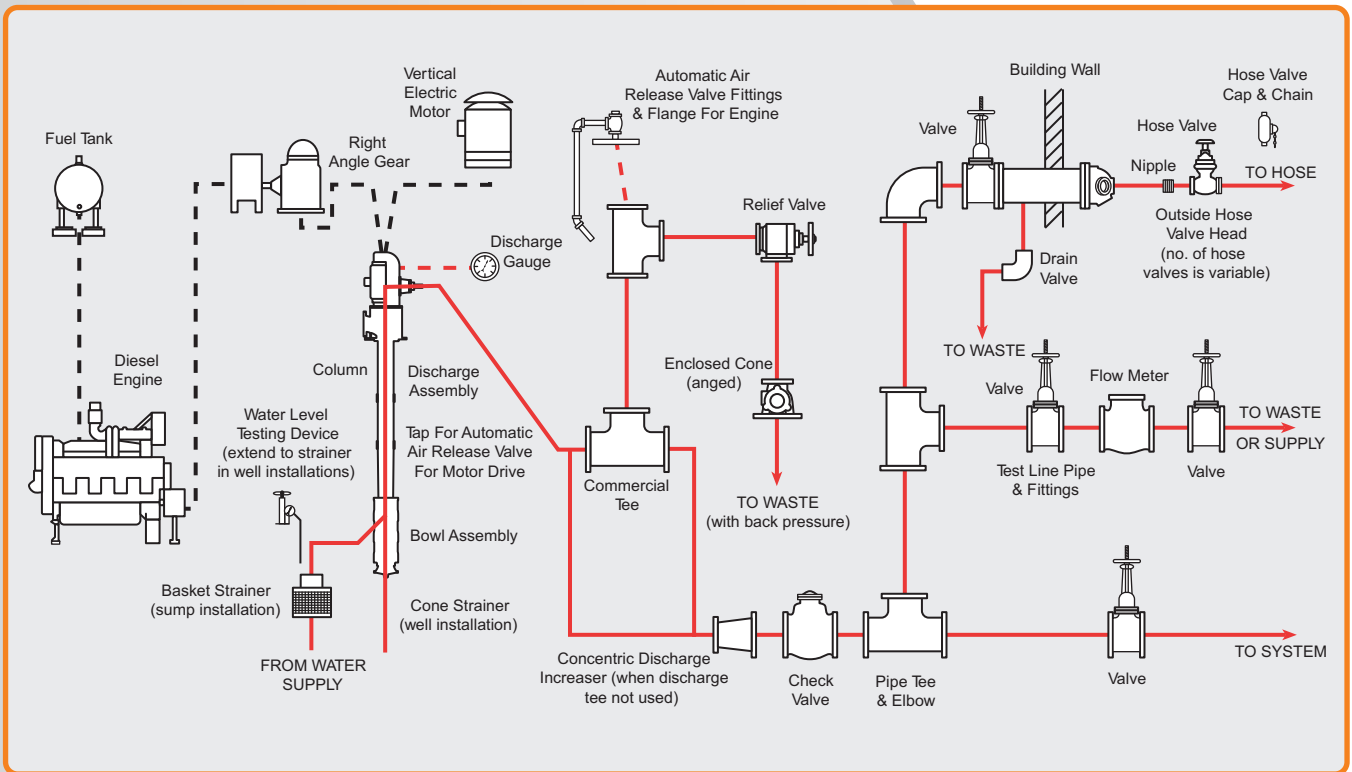 Fuel Tank
Vertical
Electric
Motor
Right
Angle Gear
Discharge
Gauge
Diesel
Engine
Water Level
Testing Device
(extend to strainer
in well installations)
Column
Discharge
Assembly
Tap For Automatic
Air Release Valve
For Motor Drive
Bowl Assembly
Basket Strainer
(sump installation)
Cone Strainer
(well installation)
FROM WATER
SUPPLY
Automatic Air
Release Valve Fittings
& Flange For Engine
Relief Valve
Enclosed Cone
(anged)
TO WASTE
(with back pressure)
Commercial
Tee
Concentric Discharge
Increaser (when discharge
tee not used)
Check
Valve
Pipe Tee
& Elbow
Building Wall
Valve
Hose Valve
Cap & Chain
Hose Valve
Nipple
TO HOSE
Outside Hose
Valve Head
(no. of hose
valves is variable)
Drain
Valve
TO WASTE
Valve
Flow Meter
TO WASTE
OR SUPPLY
Test Line Pipe
& Fittings
Valve
Valve
TO SYSTEM